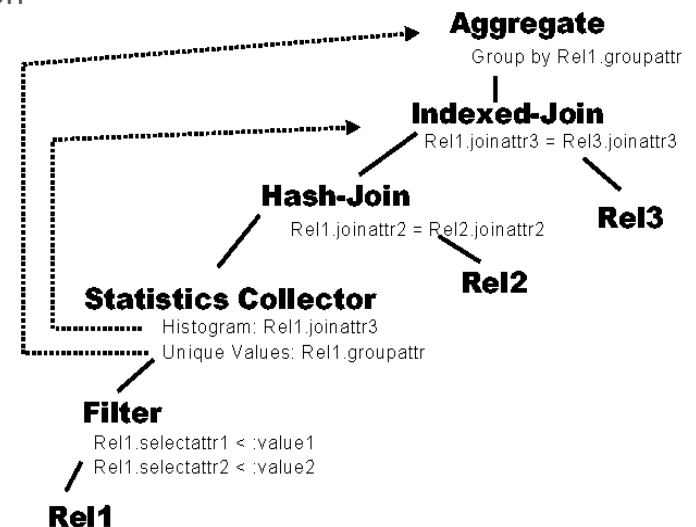 Aggregate
Group by Rel1.groupattr
Indexed-Join
Rel1.joinattr3 = Rel3.joinattr3
Hash-Join
Rel1.joinattr2 = Rel2.joinattr2
Rel3
Rel2
Statistics Collector
Histogram: Rel1.joinattr3
Unique Values: Rel1.groupattr
Filter
Rel1.selectattr1 < :value1
Rel1.selectattr2 < :value2
Rel1